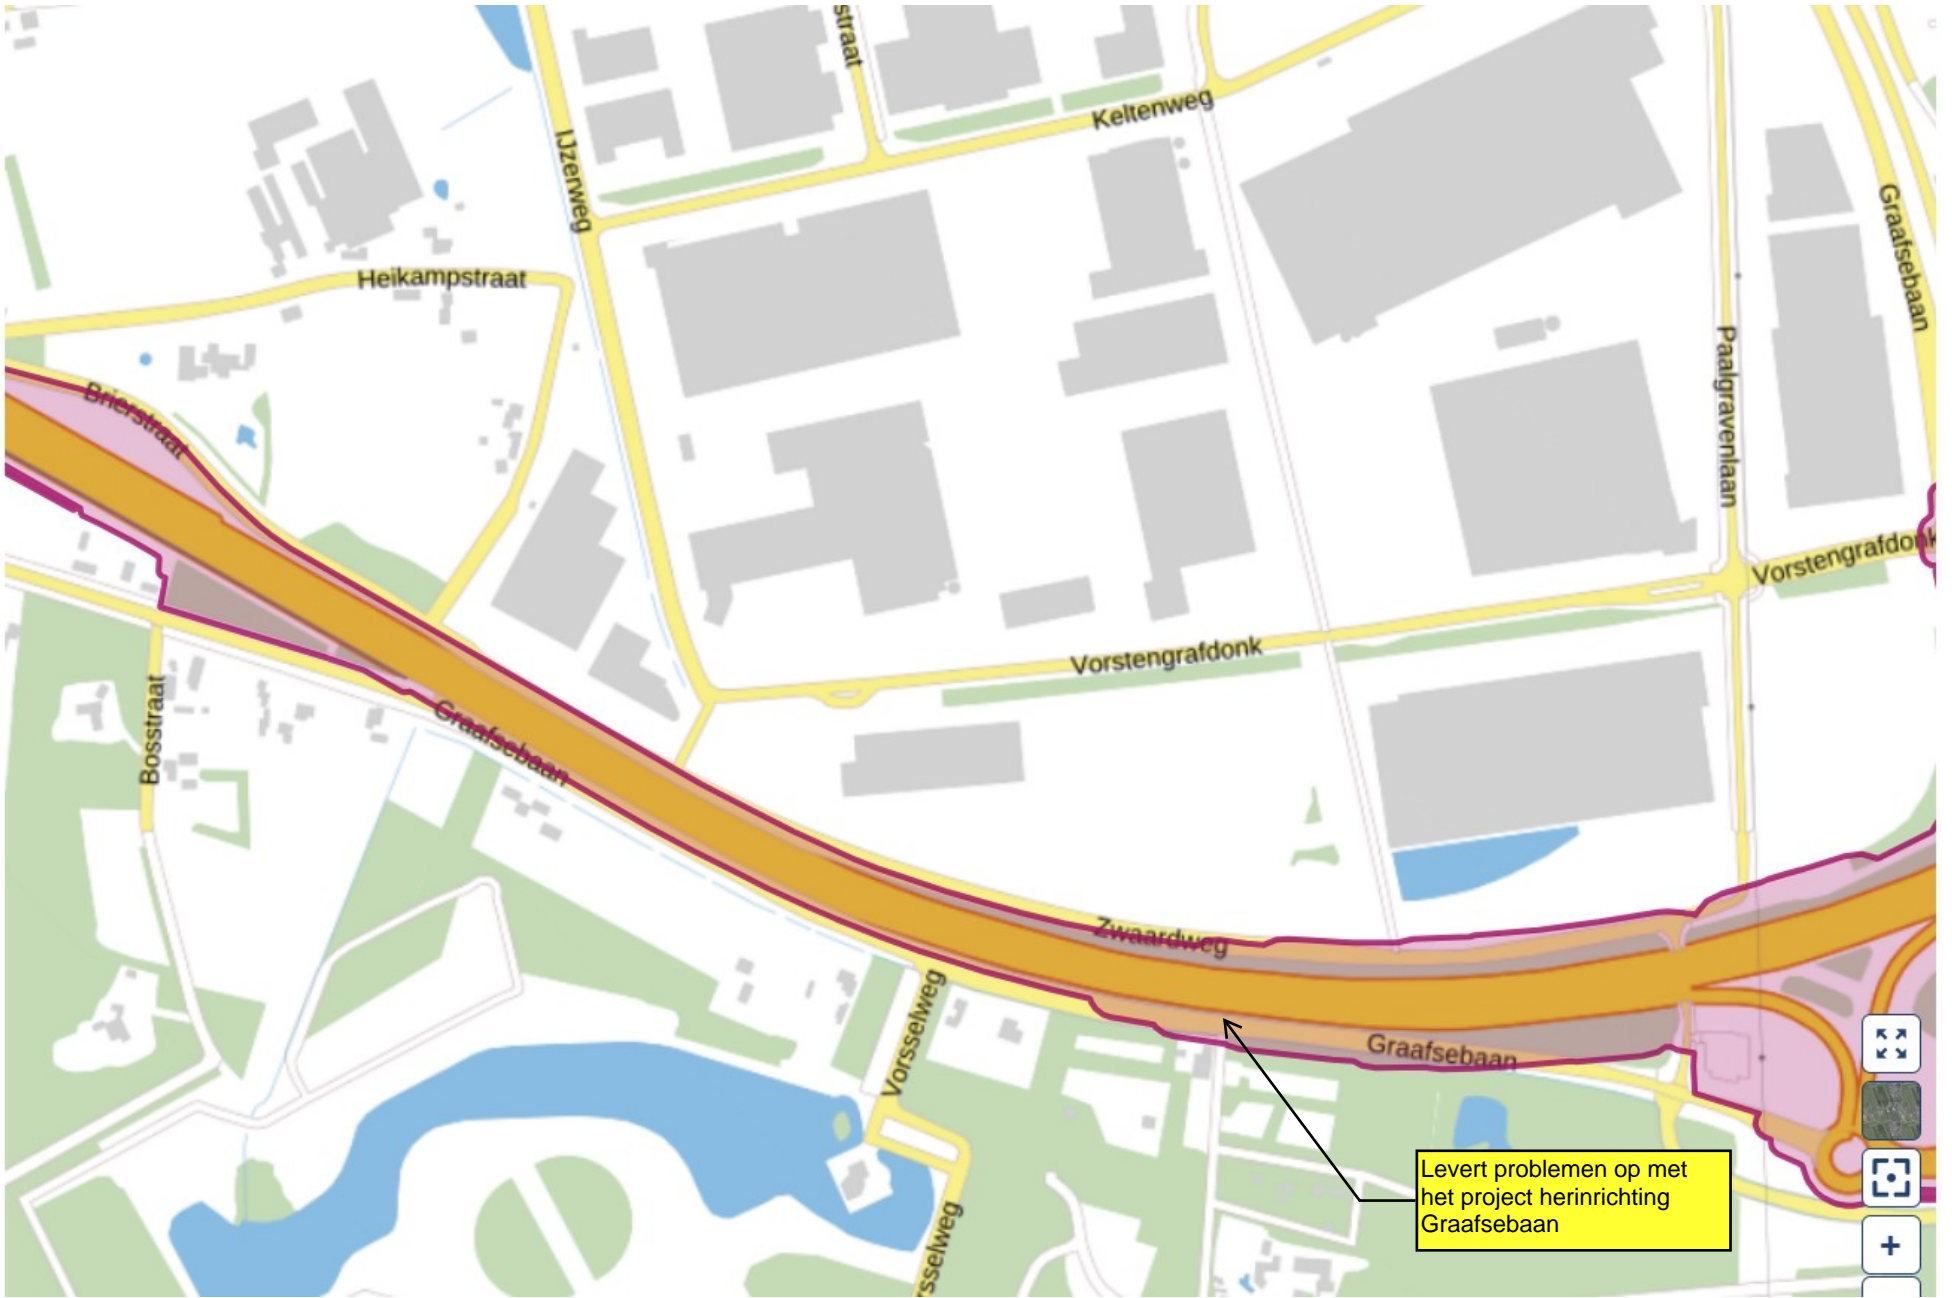 straat
Keltenweg
IJzerweg
Graafsebaan
Heikampstraat
Paalgravenlaan
Brierstraat
Vorstengrafdonk
Vorstengrafdonk
Bosstraat
Graafsebaan
Zwaardweg
Graafsebaan
Vorsselweg
Levert problemen op met
het project herinrichting
Graafsebaan
sselweg
+